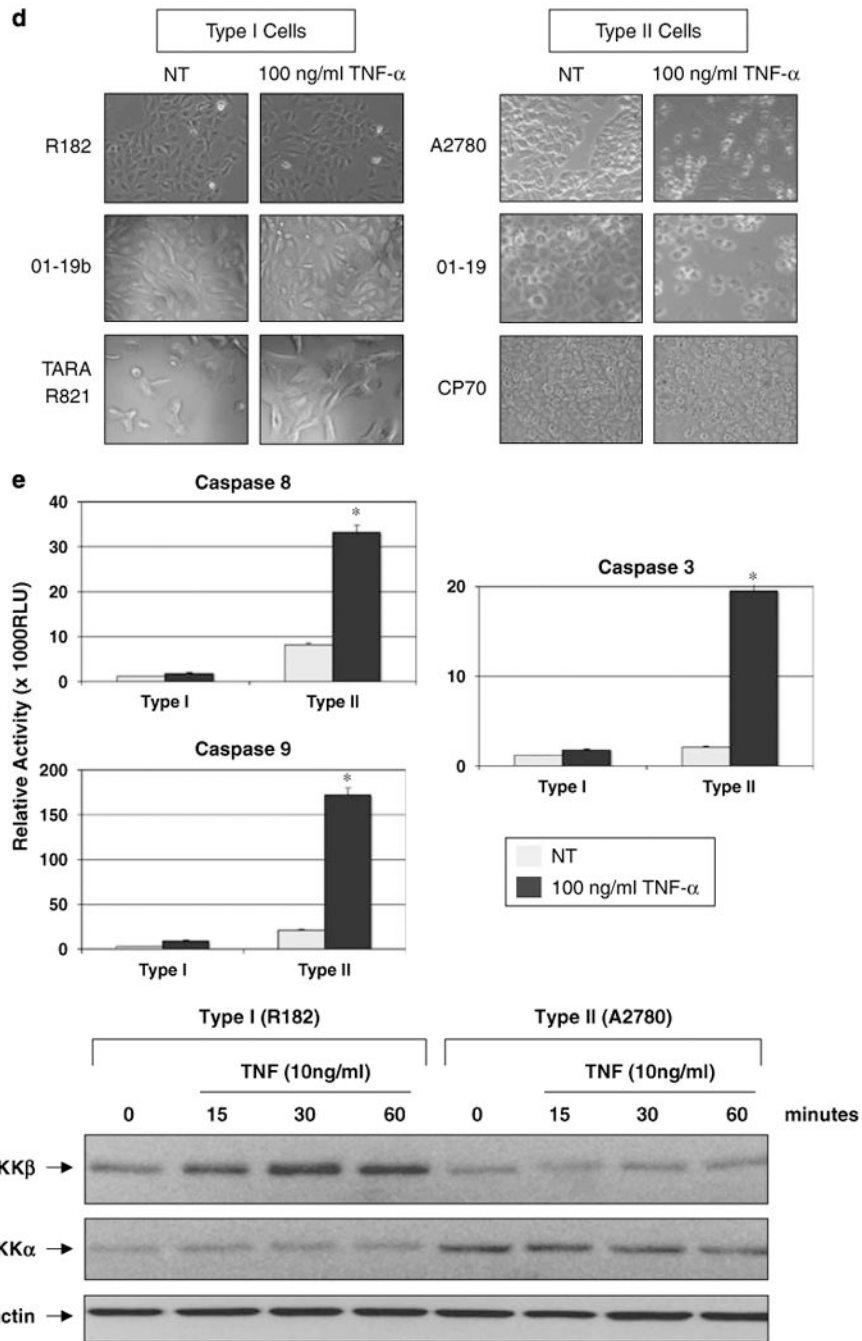 d
Type I Cells Type II Cells
NT 100 ng/ml TNF-α NT 100 ng/ml TNF-α
R182 A2780
01-19b 01-19
TARA
R821
CP70
e
Caspase 8
40
30
20
10
0
*
Type I Type II
Caspase 3
20
10
0
*
Type I Type II
Caspase 9
200
150
100
50
0
*
Type I Type II
Relative Activity (x 1000RLU)
NT
100 ng/ml TNF-α
Type I (R182) Type II (A2780)
TNF (10ng/ml) TNF (10ng/ml)
0 15 30 60 0 15 30 60 minutes
KKβ
KKα
ctin